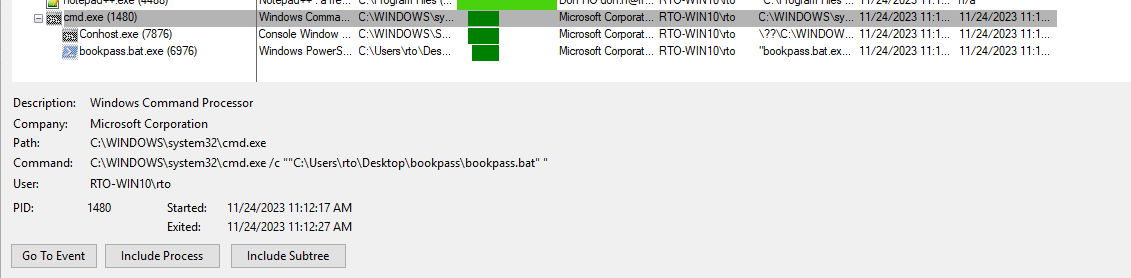 notepad++.exe (4488) Notepad++ : a fre... C:\Program Files (... Don HO don.h@fr... RTO-WIN10\rto "C:\Program Files (... 11/24/2023 11:1... n/a
cmd.exe (1480) Windows Comma... C:\WINDOWS\sy... Microsoft Corporat... RTO-WIN10\rto C:\WINDOWS\sy... 11/24/2023 11:1... 11/24/2023 11:1...
Conhost.exe (7876) Console Window ... C:\WINDOWS\S... Microsoft Corporat... RTO-WIN10\rto \??\C:\WINDOW... 11/24/2023 11:1... 11/24/2023 11:1...
bookpass.bat.exe (6976) Windows PowerS... C:\Users\rto\Des... Microsoft Corporat... RTO-WIN10\rto "bookpass.bat.ex... 11/24/2023 11:1... 11/24/2023 11:1...
Description: Windows Command Processor
Company: Microsoft Corporation
Path: C:\WINDOWS\system32\cmd.exe
Command: C:\WINDOWS\system32\cmd.exe /c ""C:\Users\rto\Desktop\bookpass\bookpass.bat" "
User: RTO-WIN10\rto
PID: 1480 Started: 11/24/2023 11:12:17 AM
Exited: 11/24/2023 11:12:27 AM
Go To Event Include Process Include Subtree